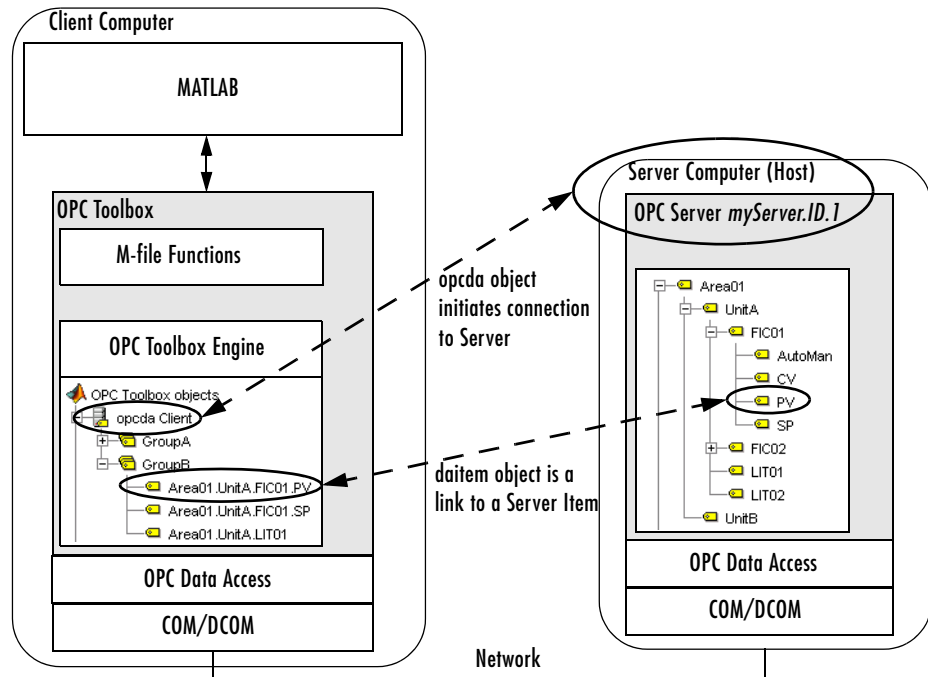 Client Computer
MATLAB
OPC Toolbox
M-file Functions
OPC Toolbox Engine
OPC Toolbox objects
opcda Client
GroupA
GroupB
Area01.UnitA.FIC01.PV
Area01.UnitA.FIC01.SP
Area01.UnitA.LIT01
OPC Data Access
COM/DCOM
opcda object
initiates connection
to Server
daitem object is a
link to a Server Item
Network
Server Computer (Host)
OPC Server myServer.ID.1
Area01
UnitA
FIC01
AutoMan
CV
PV
SP
FIC02
LIT01
LIT02
UnitB
OPC Data Access
COM/DCOM